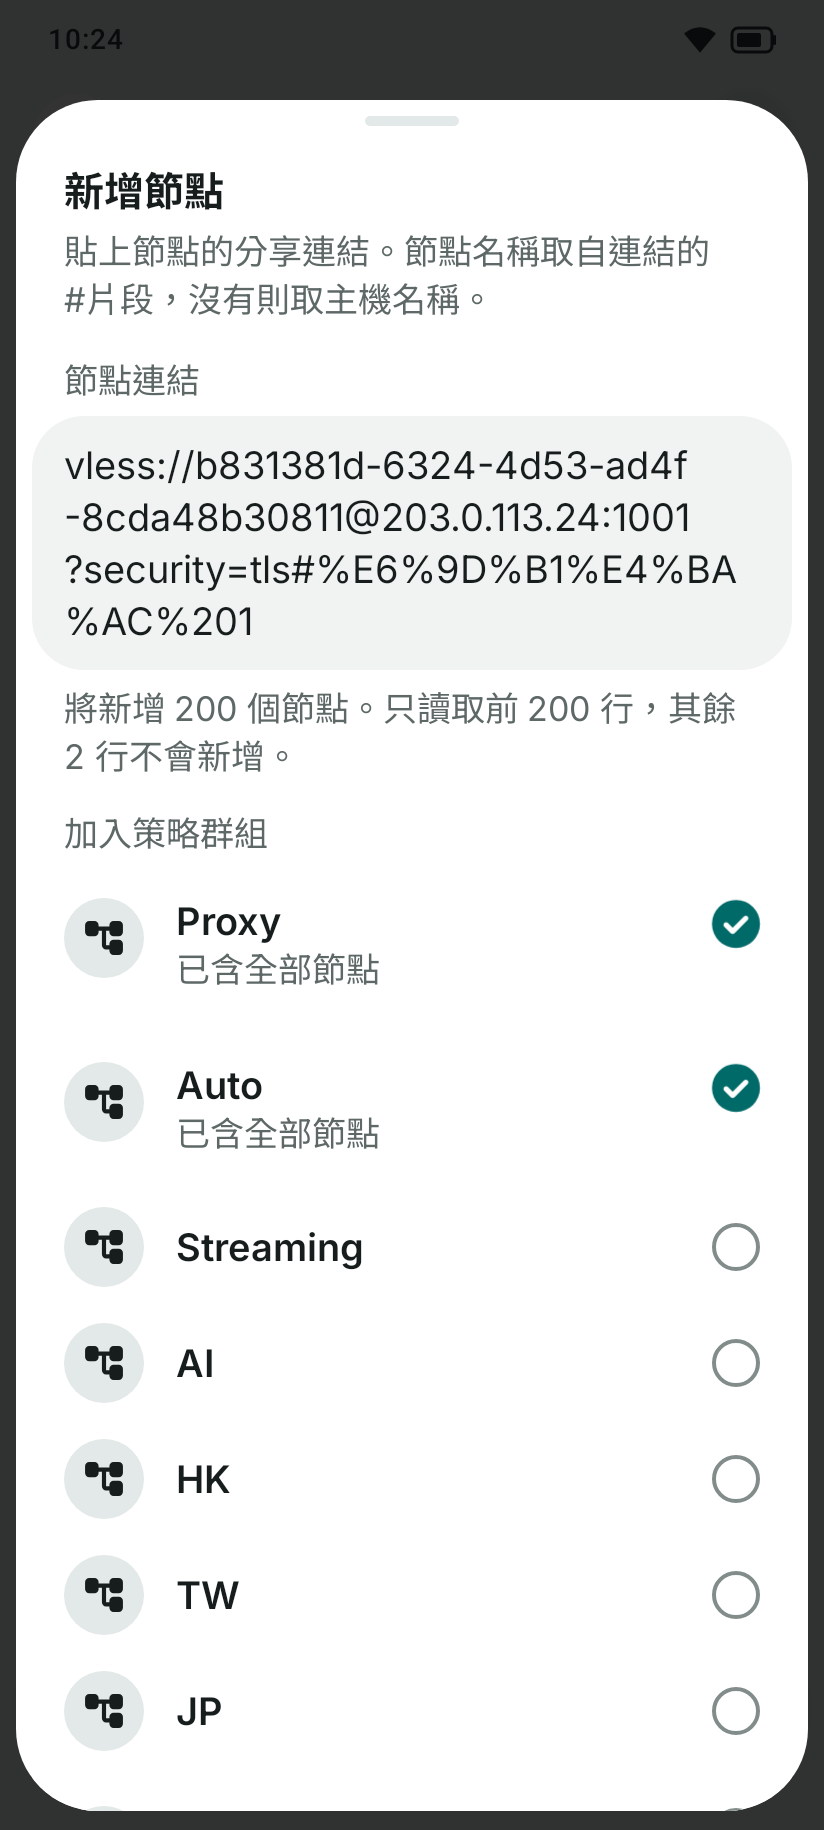 10:24
新增節點
貼上節點的分享連結。節點名稱取自連結的
#片段，沒有則取主機名稱。
節點連結
vless://b831381d-6324-4d53-ad4f
-8cda48b30811@203.0.113.24:1001
?security=tls#%E6%9D%B1%E4%BA
%AC%201
將新增 200 個節點。只讀取前 200 行，其餘
2 行不會新增。
加入策略群組
Proxy
已含全部節點
Auto
已含全部節點
Streaming
AI
HK
TW
JP